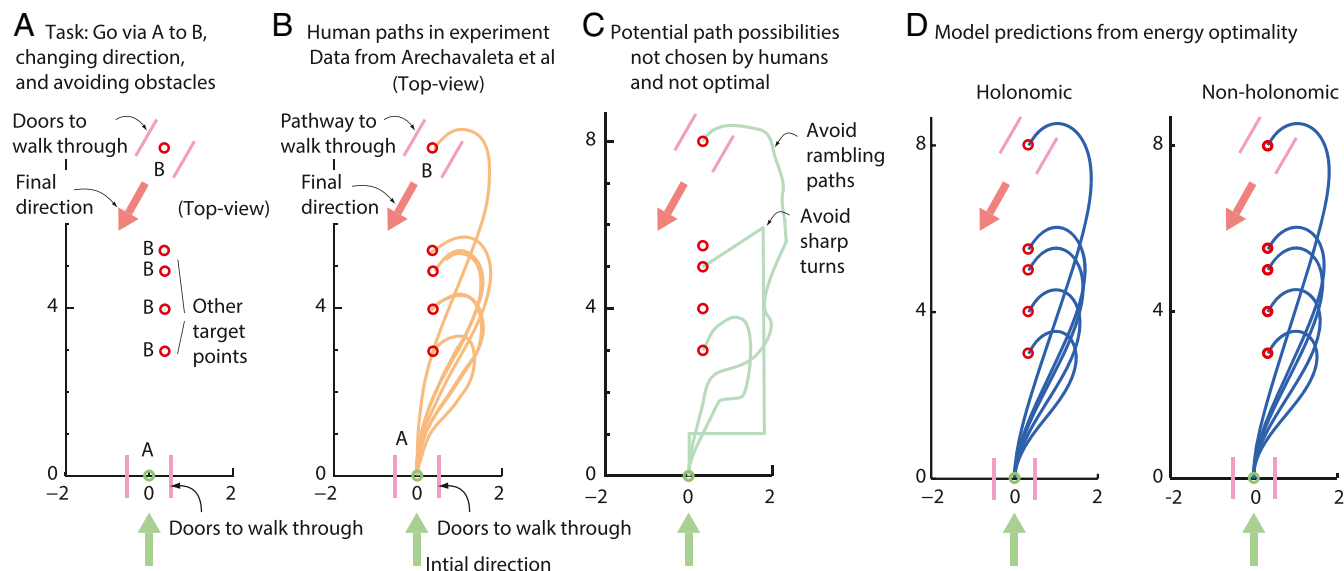 A Task: Go via A to B,
changing direction,
and avoiding obstacles
Doors to
walk through
B
Final
direction
(Top-view)
B
B
4
B
Other
target
points
B
A
0
−2
0
2
Doors to walk through
B Human paths in experiment
Data from Arechavaleta et al
(Top-view)
Pathway to
walk through
B
Final
direction
4
A
0
−2
0
2
Doors to walk through
Intial direction
C Potential path possibilities
not chosen by humans
and not optimal
8
Avoid
rambling
paths
Avoid
sharp
turns
4
0
−2
0
2
D Model predictions from energy optimality
Holonomic
8
4
0
−2
0
2
Non-holonomic
8
4
0
-2
0
2